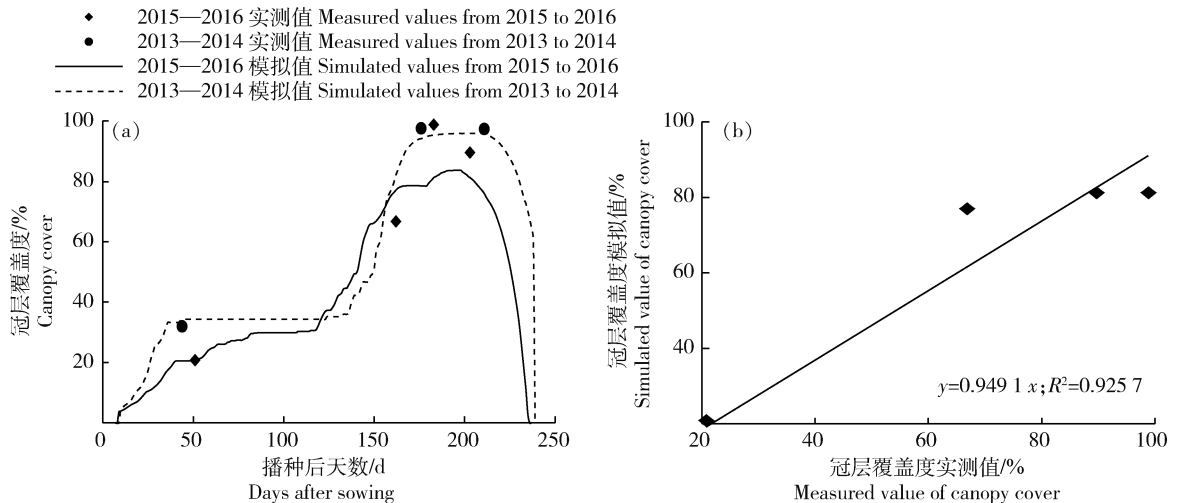 2015—2016 实测值 Measured values from 2015 to 2016
2013—2014 实测值 Measured values from 2013 to 2014
2015—2016 模拟值 Simulated values from 2015 to 2016
2013—2014 模拟值 Simulated values from 2013 to 2014
(a)
100
80
60
40
20
冠层覆盖度/%
Canopy cover
0
50
100
150
200
250
播种后天数/d
Days after sowing
(b)
100
80
60
40
冠层覆盖度模拟值/%
Simulated value of canopy cover
y=0.949 1 x;R²=0.925 7
20
40
60
80
100
冠层覆盖度实测值/%
Measured value of canopy cover